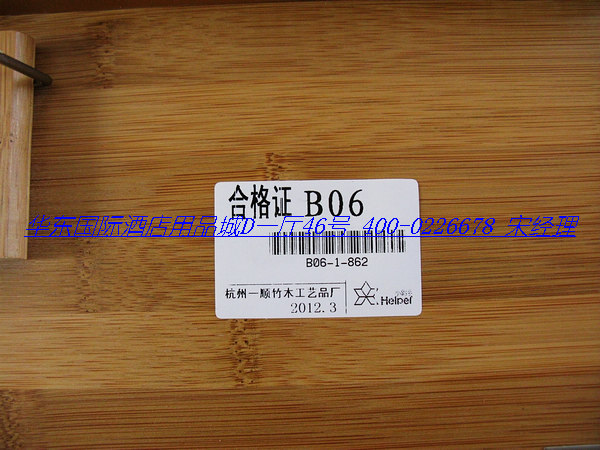 合格证 B06
华东国际酒店用品城D一厅46号 400-0226678 宋经理
B06-1-862
杭州一顺竹木工艺品厂
2012.3
Helpef